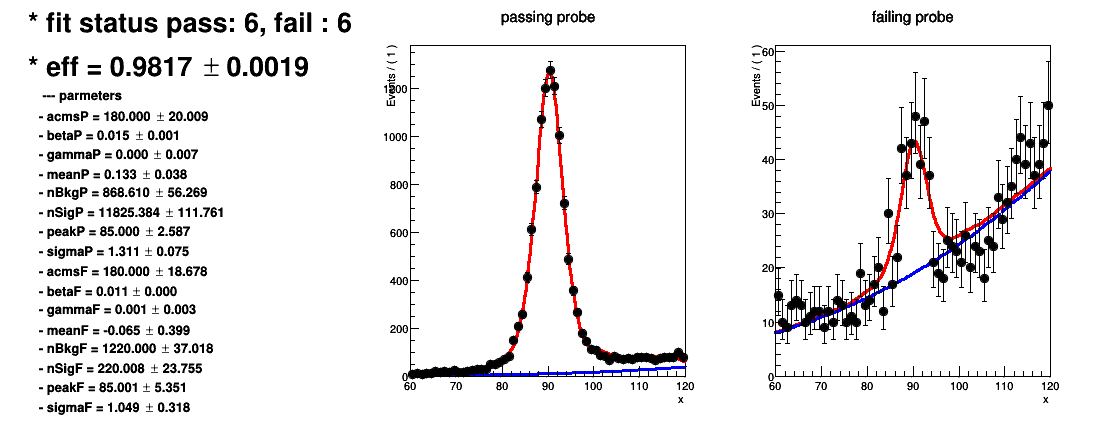 * fit status pass: 6, fail : 6
* eff = 0.9817 ± 0.0019
--- parmeters
- acmsP = 180.000 ± 20.009
- betaP = 0.015 ± 0.001
- gammaP = 0.000 ± 0.007
- meanP = 0.133 ± 0.038
- nBkgP = 868.610 ± 56.269
- nSigP = 11825.384 ± 111.761
- peakP = 85.000 ± 2.587
- sigmaP = 1.311 ± 0.075
- acmsF = 180.000 ± 18.678
- betaF = 0.011 ± 0.000
- gammaF = 0.001 ± 0.003
- meanF = -0.065 ± 0.399
- nBkgF = 1220.000 ± 37.018
- nSigF = 220.008 ± 23.755
- peakF = 85.001 ± 5.351
- sigmaF = 1.049 ± 0.318
passing probe
Events / ( 1 )
1200
1000
800
600
400
200
0
60 70 80 90 100 110 120
x
failing probe
Events / ( 1 )
60
50
40
30
20
10
0
60 70 80 90 100 110 120
x